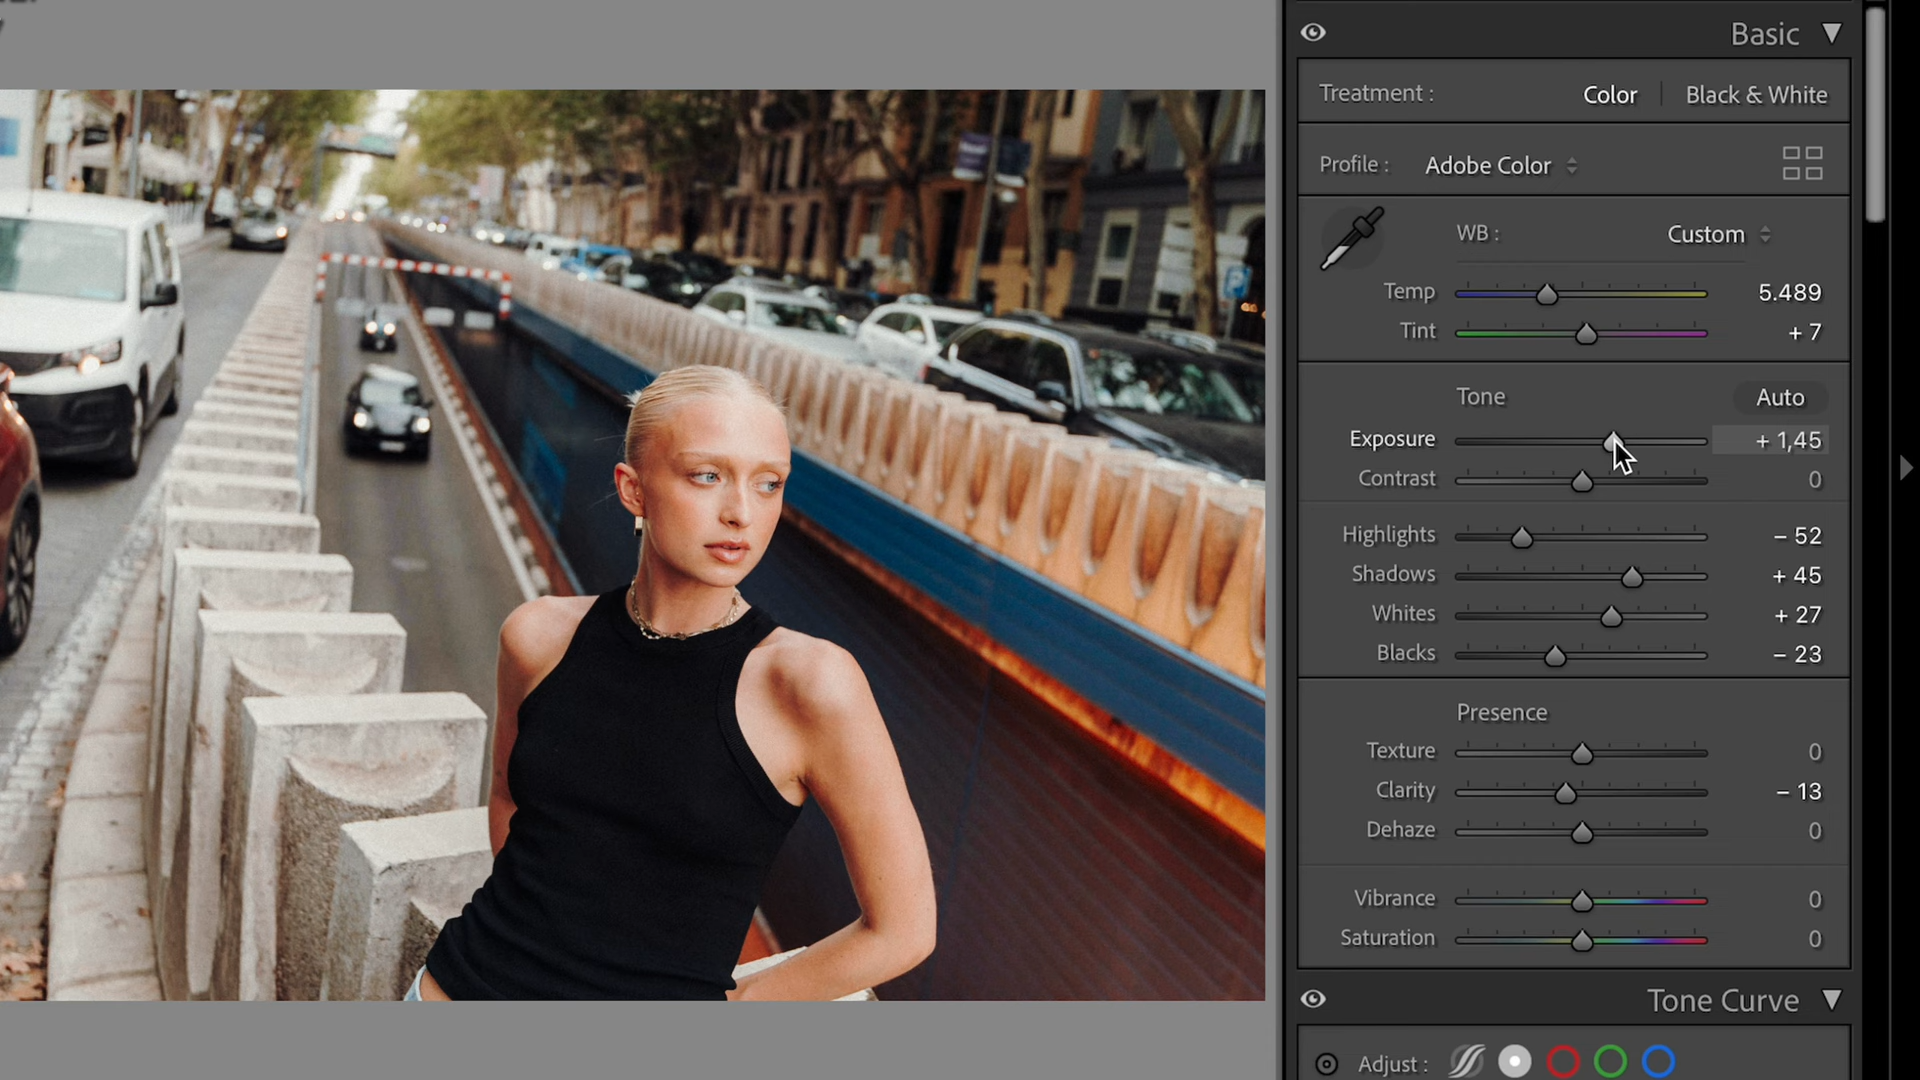 Basic
Treatment : Color Black & White
Profile : Adobe Color
WB : Custom
Temp 5.489
Tint + 7
Tone Auto
Exposure + 1,45
Contrast 0
Highlights − 52
Shadows + 45
Whites + 27
Blacks − 23
Presence
Texture 0
Clarity − 13
Dehaze 0
Vibrance 0
Saturation 0
Tone Curve
Adjust :
P